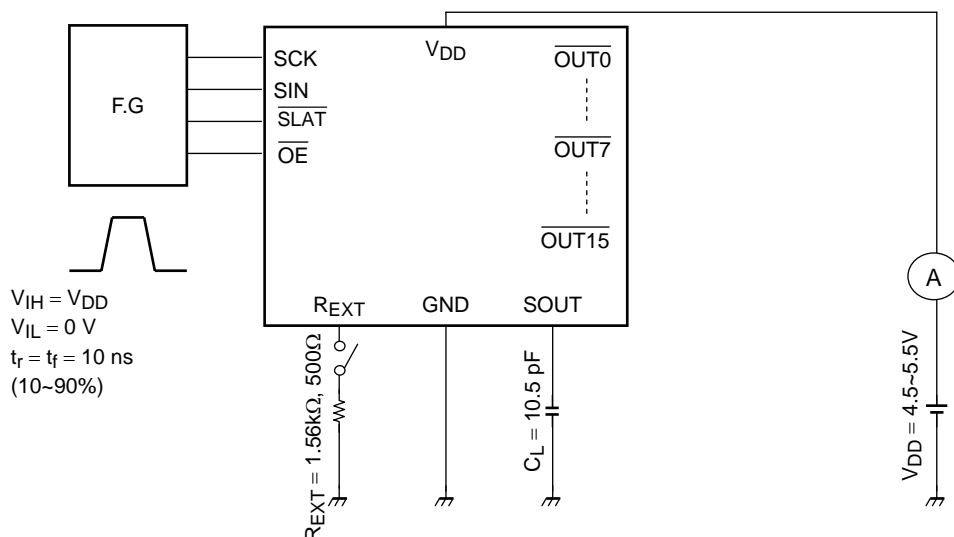 F.G
SCK
SIN
SLAT
OE
VDD
OUT0
OUT7
OUT15
REXT
GND
SOUT
A
VIH = VDD
VIL = 0 V
tr = tf = 10 ns
(10~90%)
REXT = 1.56kΩ, 500Ω
CL = 10.5 pF
VDD = 4.5~5.5V